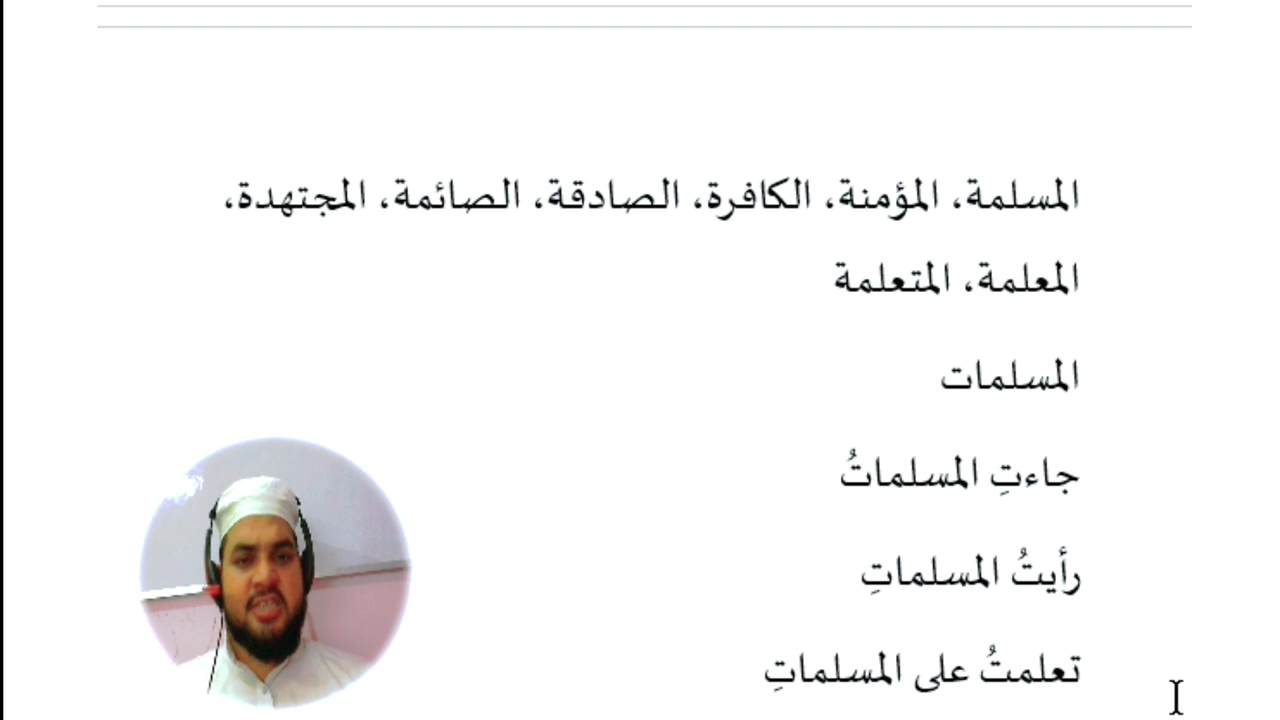 المسلمة، المؤمنة، الكافرة، الصادقة، الصائمة، المجتهدة،
المعلمة، المتعلمة
المسلمات
جاءتِ المسلماتُ
رأيتُ المسلماتِ
تعلمتُ على المسلماتِ